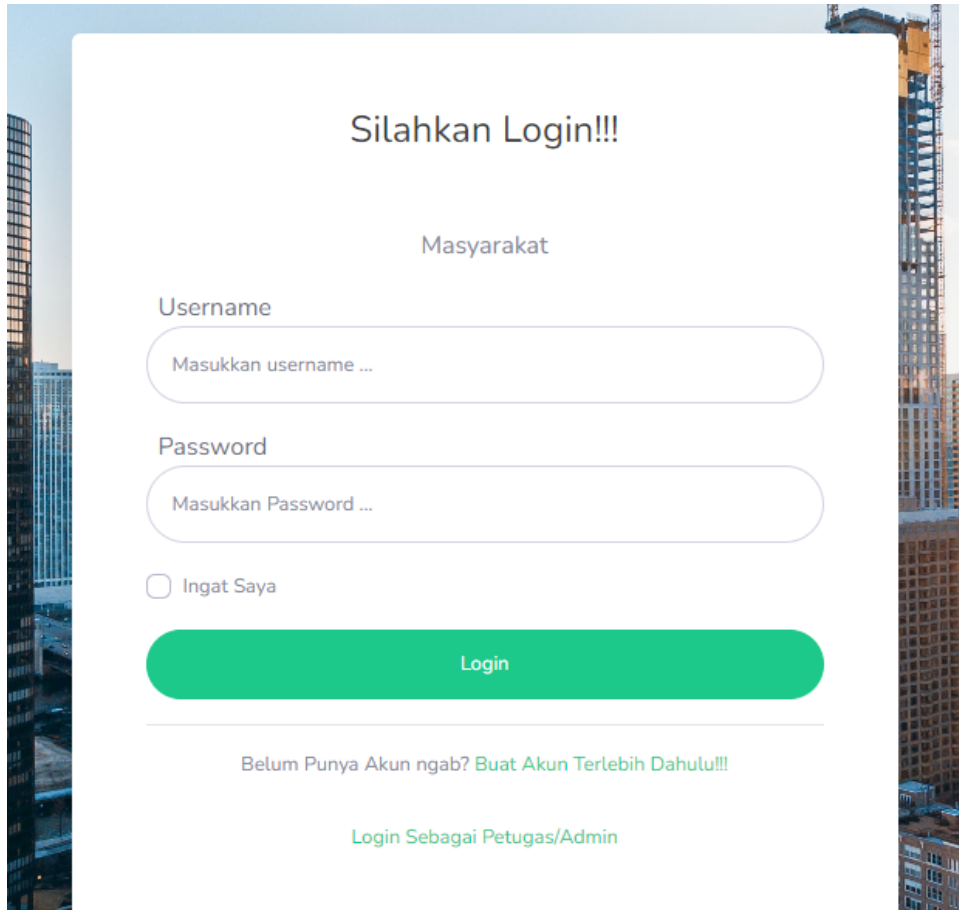 Silahkan Login!!!
Masyarakat
Username
Masukkan username ...
Password
Masukkan Password ...
Ingat Saya
Login
Belum Punya Akun ngab? Buat Akun Terlebih Dahulu!!!
Login Sebagai Petugas/Admin